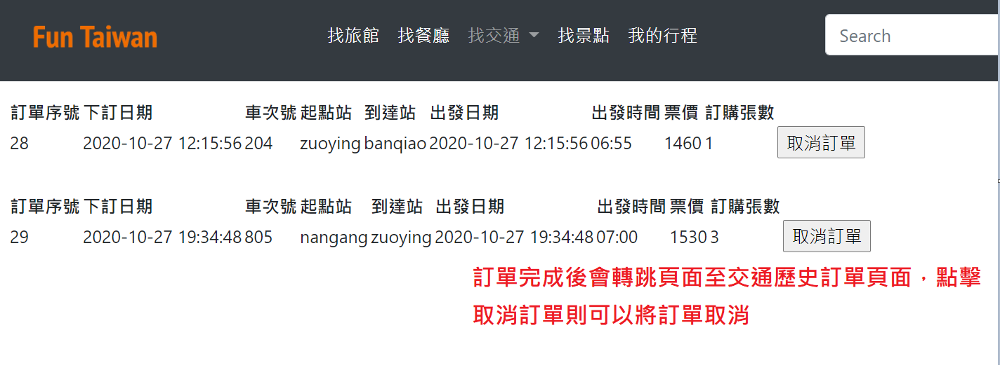 Fun Taiwan 找旅館 找餐廳 找交通 找景點 我的行程 Search
訂單序號 下訂日期 車次號 起點站 到達站 出發日期 出發時間 票價 訂購張數
28 2020-10-27 12:15:56 204 zuoying banqiao 2020-10-27 12:15:56 06:55 1460 1 取消訂單
訂單序號 下訂日期 車次號 起點站 到達站 出發日期 出發時間 票價 訂購張數
29 2020-10-27 19:34:48 805 nangang zuoying 2020-10-27 19:34:48 07:00 1530 3 取消訂單
訂單完成後會轉跳頁面至交通歷史訂單頁面，點擊
取消訂單則可以將訂單取消